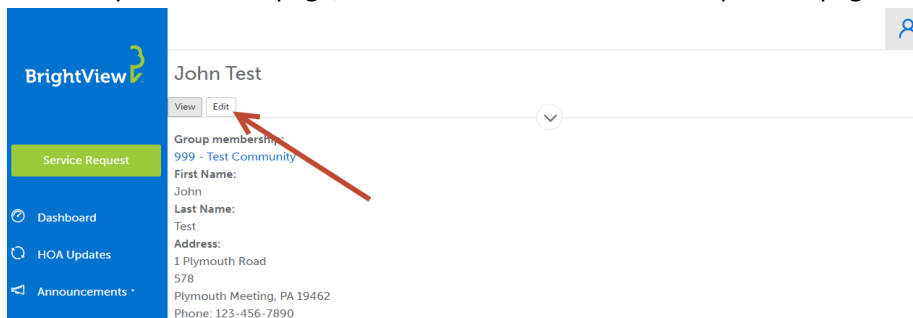 BrightView
Service Request
Dashboard
HOA Updates
Announcements
John Test
View Edit
Group membership:
999 - Test Community
First Name:
John
Last Name:
Test
Address:
1 Plymouth Road
578
Plymouth Meeting, PA 19462
Phone: 123-456-7890